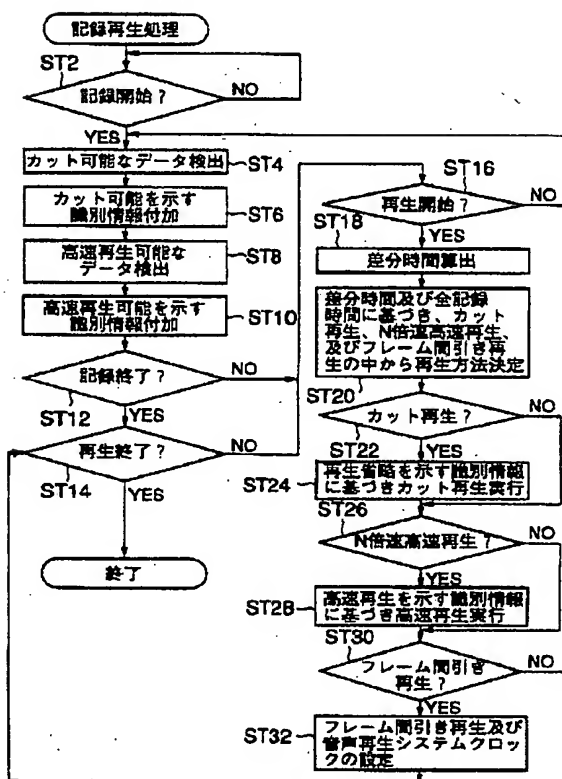 記録再生処理
ST2
記録開始?
NO
YES
カット可能なデータ検出
ST4
カット可能を示す
識別情報付加
ST6
高速再生可能な
データ検出
ST8
高速再生可能を示す
識別情報付加
ST10
記録終了?
NO
ST12
YES
再生終了?
NO
ST14
YES
終了
ST16
再生開始?
NO
ST18
YES
差分時間算出
差分時間及び全記録
時間に基づき、カット
再生、N倍速高速再生、
及びフレーム間引き再
生の中から再生方法決定
ST20
カット再生?
NO
ST22
YES
ST24
再生省略を示す識別情報
に基づきカット再生実行
ST26
N倍速高速再生?
NO
YES
ST28
高速再生を示す識別情報
に基づき高速再生実行
ST30
フレーム間引き
再生?
NO
YES
ST32
フレーム間引き再生及び
音声再生システムクロッ
クの設定